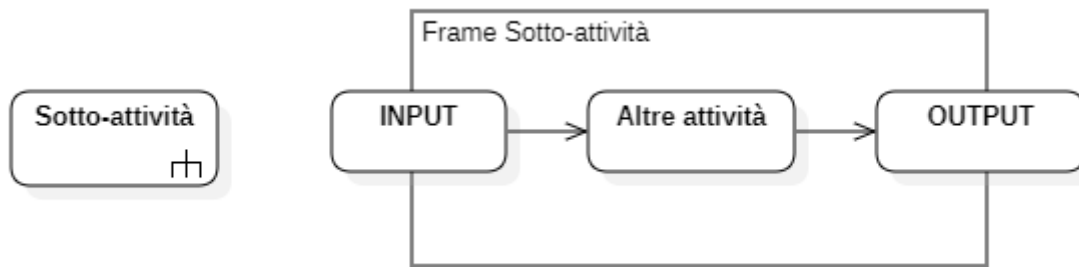 Frame Sotto-attività
Sotto-attività
INPUT
Altre attività
OUTPUT